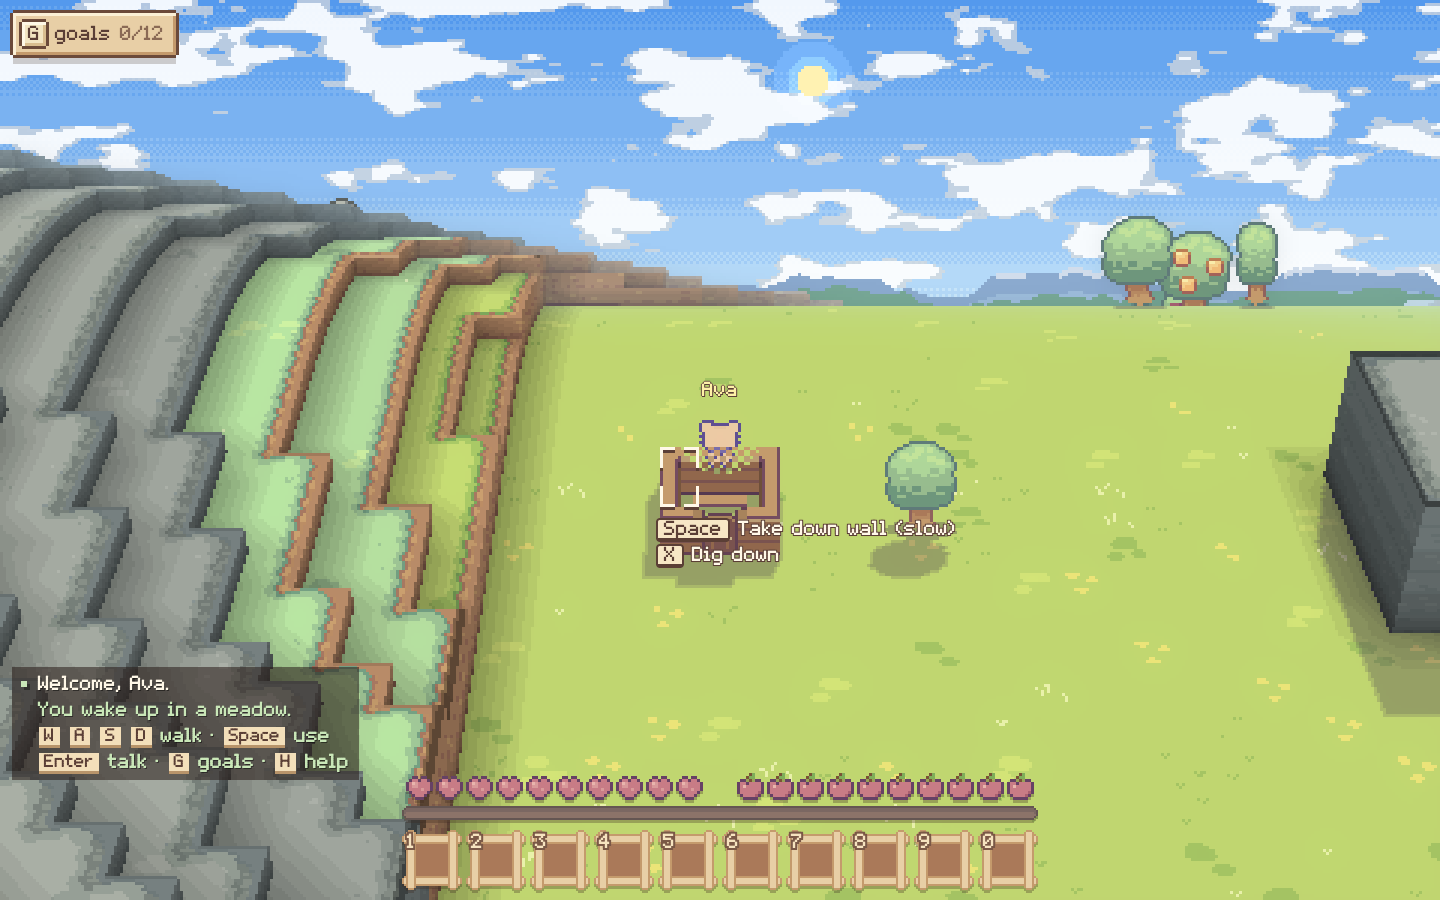 G goals 0/12
Ava
Space Take down wall (slow)
X Dig down
Welcome, Ava.
You wake up in a meadow.
W A S D walk · Space use
Enter talk · G goals · H help
1 2 3 4 5 6 7 8 9 0